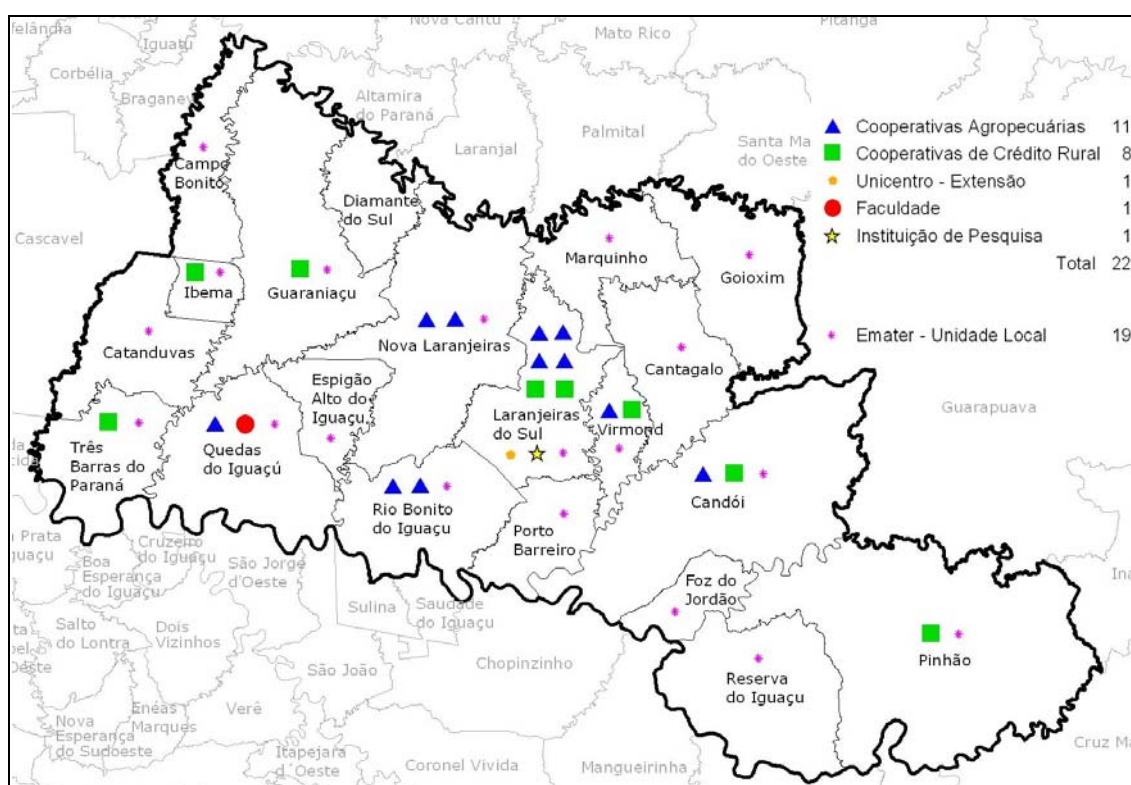 Nova Cantu
Pitanga
Mato Rico
Iguatu
Corbélia
Altamira
do Paraná
Palmital
Laranjal
Santa Ma
do Oeste
Cascavel
Guarapuava
Cooperativas Agropecuárias 11
Cooperativas de Crédito Rural 8
Unicentro - Extensão 1
Faculdade 1
Instituição de Pesquisa 1
Total 22
Emater - Unidade Local 19
Campo
Bonito
Diamante
do Sul
Marquinho
Goioxim
Ibema
Guaraniaçu
Nova Laranjeiras
Catanduvas
Espigão
Alto do
Iguaçu
Cantagalo
Laranjeiras
do Sul
Virmond
Três
Barras do
Paraná
Quedas
do Iguaçú
Rio Bonito
do Iguaçu
Candói
Porto
Barreiro
Foz do
Jordão
Reserva
do Iguaçu
Pinhão
Cruzeiro
do Iguaçu
Boa
Esperança
do Iguaçu
São Jorge
d'Oeste
Sulina
Saudade
do Iguaçu
Salto
do Lontra
Dois
Vizinhos
São João
Chopinzinho
Nova
Esperança
do Sudoeste
Enéas
Marques
Verê
Itapejara
d´Oeste
Coronel Vivida
Mangueirinha
Cruz Ma